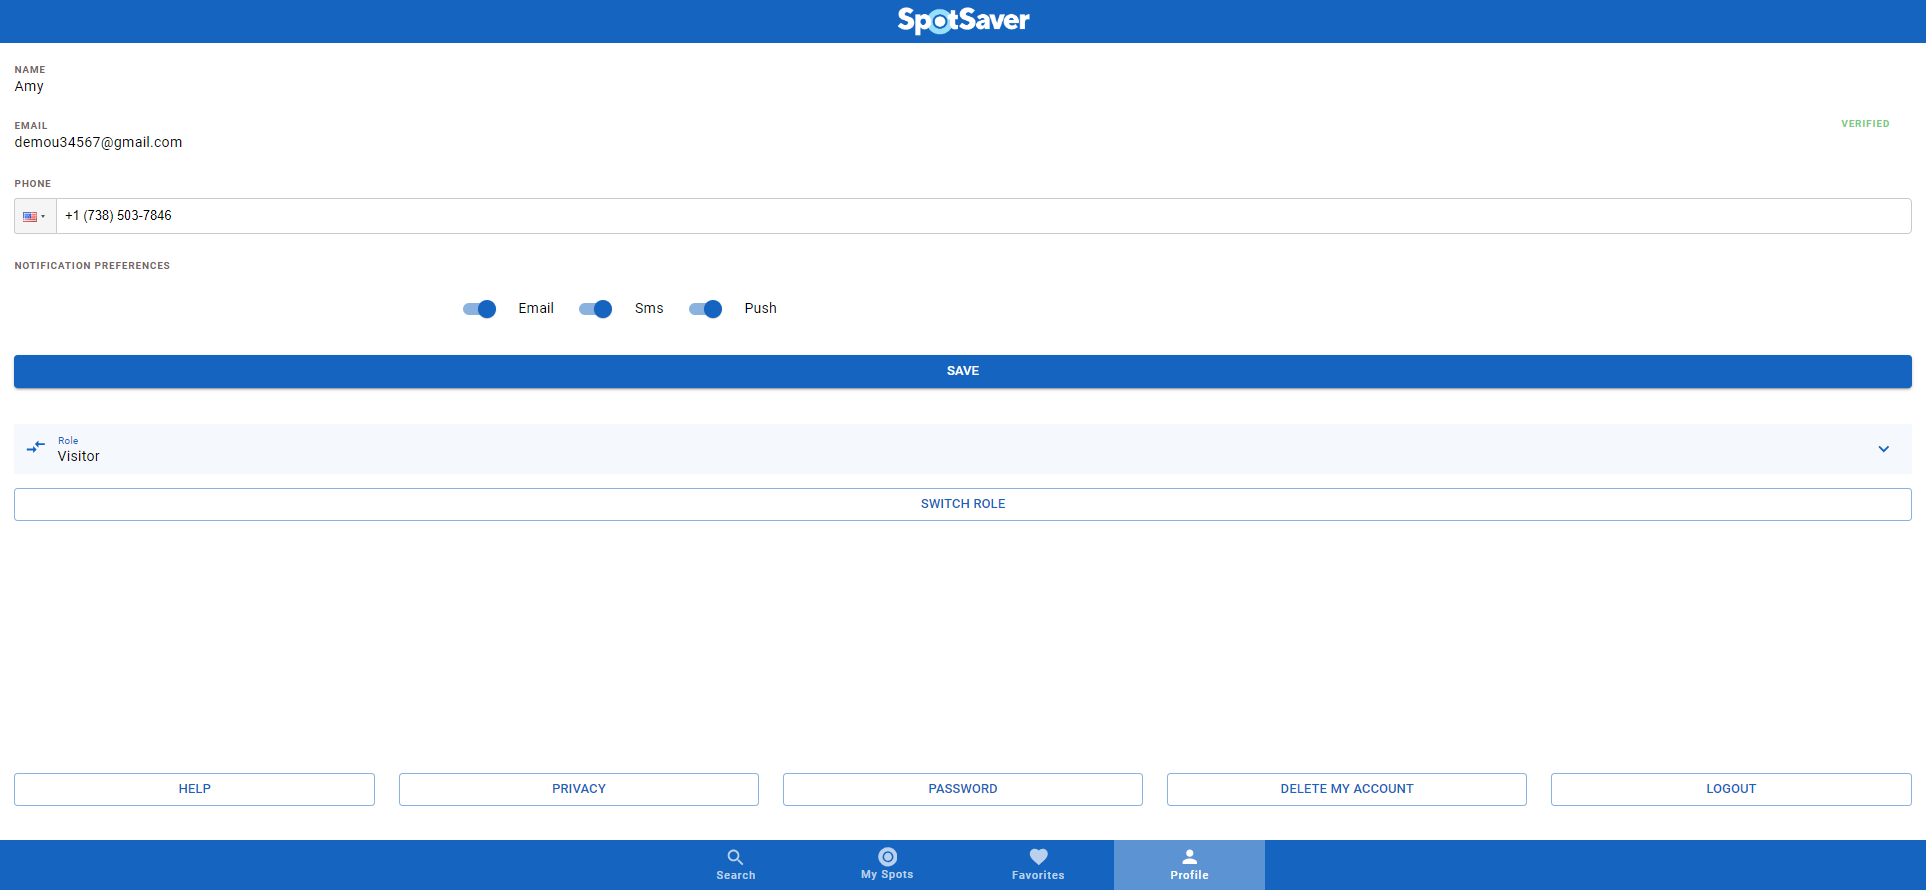 SpotSaver
NAME
Amy
EMAIL
VERIFIED
demou34567@gmail.com
PHONE
+1 (738) 503-7846
NOTIFICATION PREFERENCES
Email Sms Push
SAVE
Role
Visitor
SWITCH ROLE
HELP PRIVACY PASSWORD DELETE MY ACCOUNT LOGOUT
Search My Spots Favorites Profile